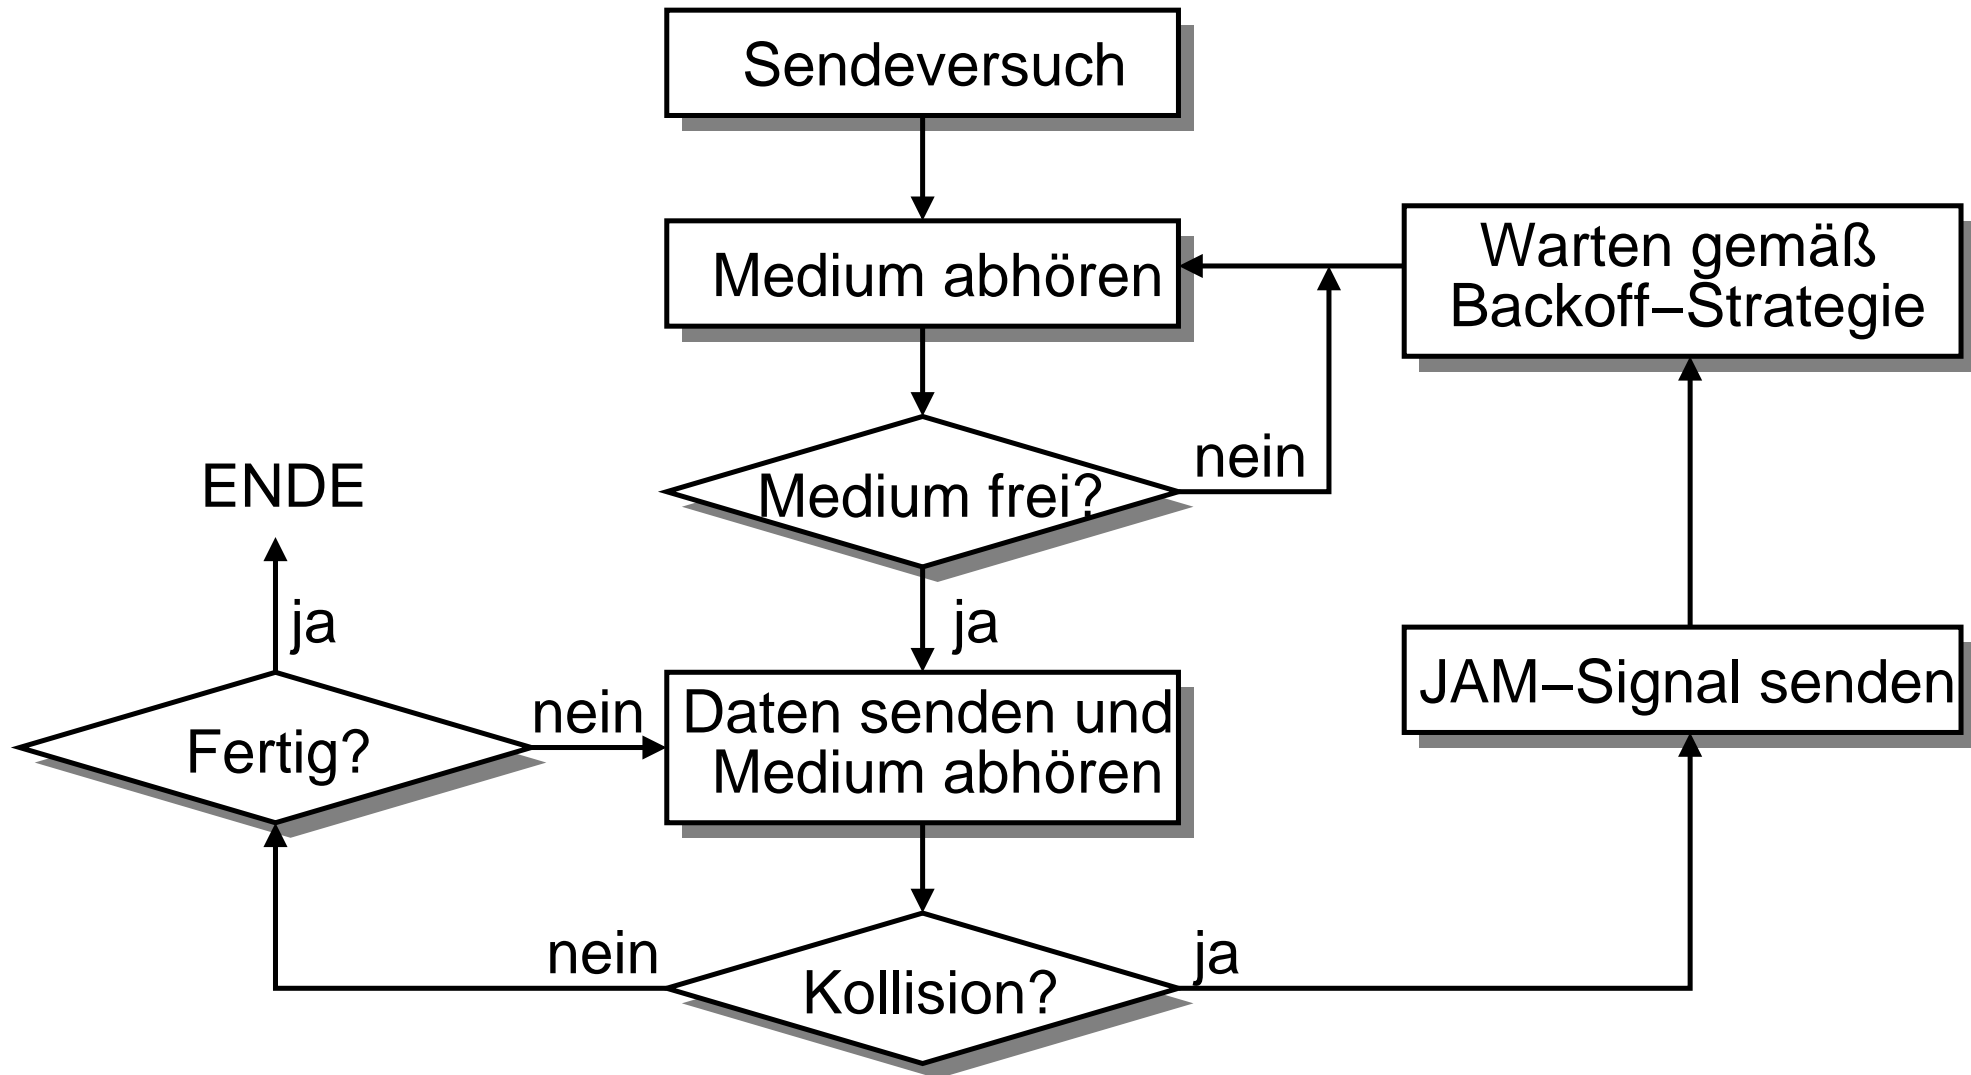 Sendeversuch
Medium abhören
Warten gemäß
Backoff–Strategie
nein
Medium frei?
ENDE
ja
ja
JAM–Signal senden
nein
Daten senden und
Medium abhören
Fertig?
nein
ja
Kollision?